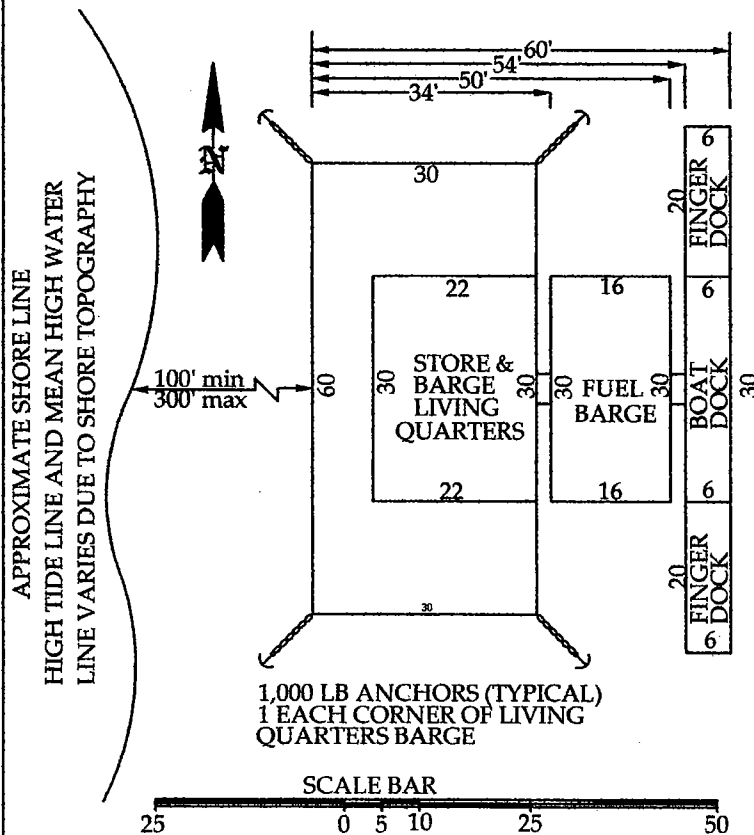 60'
54'
50'
34'
N
APPROXIMATE SHORE LINE
HIGH TIDE LINE AND MEAN HIGH WATER
LINE VARIES DUE TO SHORE TOPOGRAPHY
100' min
300' max
30
60
22
30
STORE &
BARGE
LIVING
QUARTERS
30
22
30
16
30
FUEL
BARGE
30
16
6
20
FINGER
DOCK
6
BOAT
DOCK
30
6
20
FINGER
DOCK
6
1,000 LB ANCHORS (TYPICAL)
1 EACH CORNER OF LIVING
QUARTERS BARGE
SCALE BAR
25 0 5 10 25 50